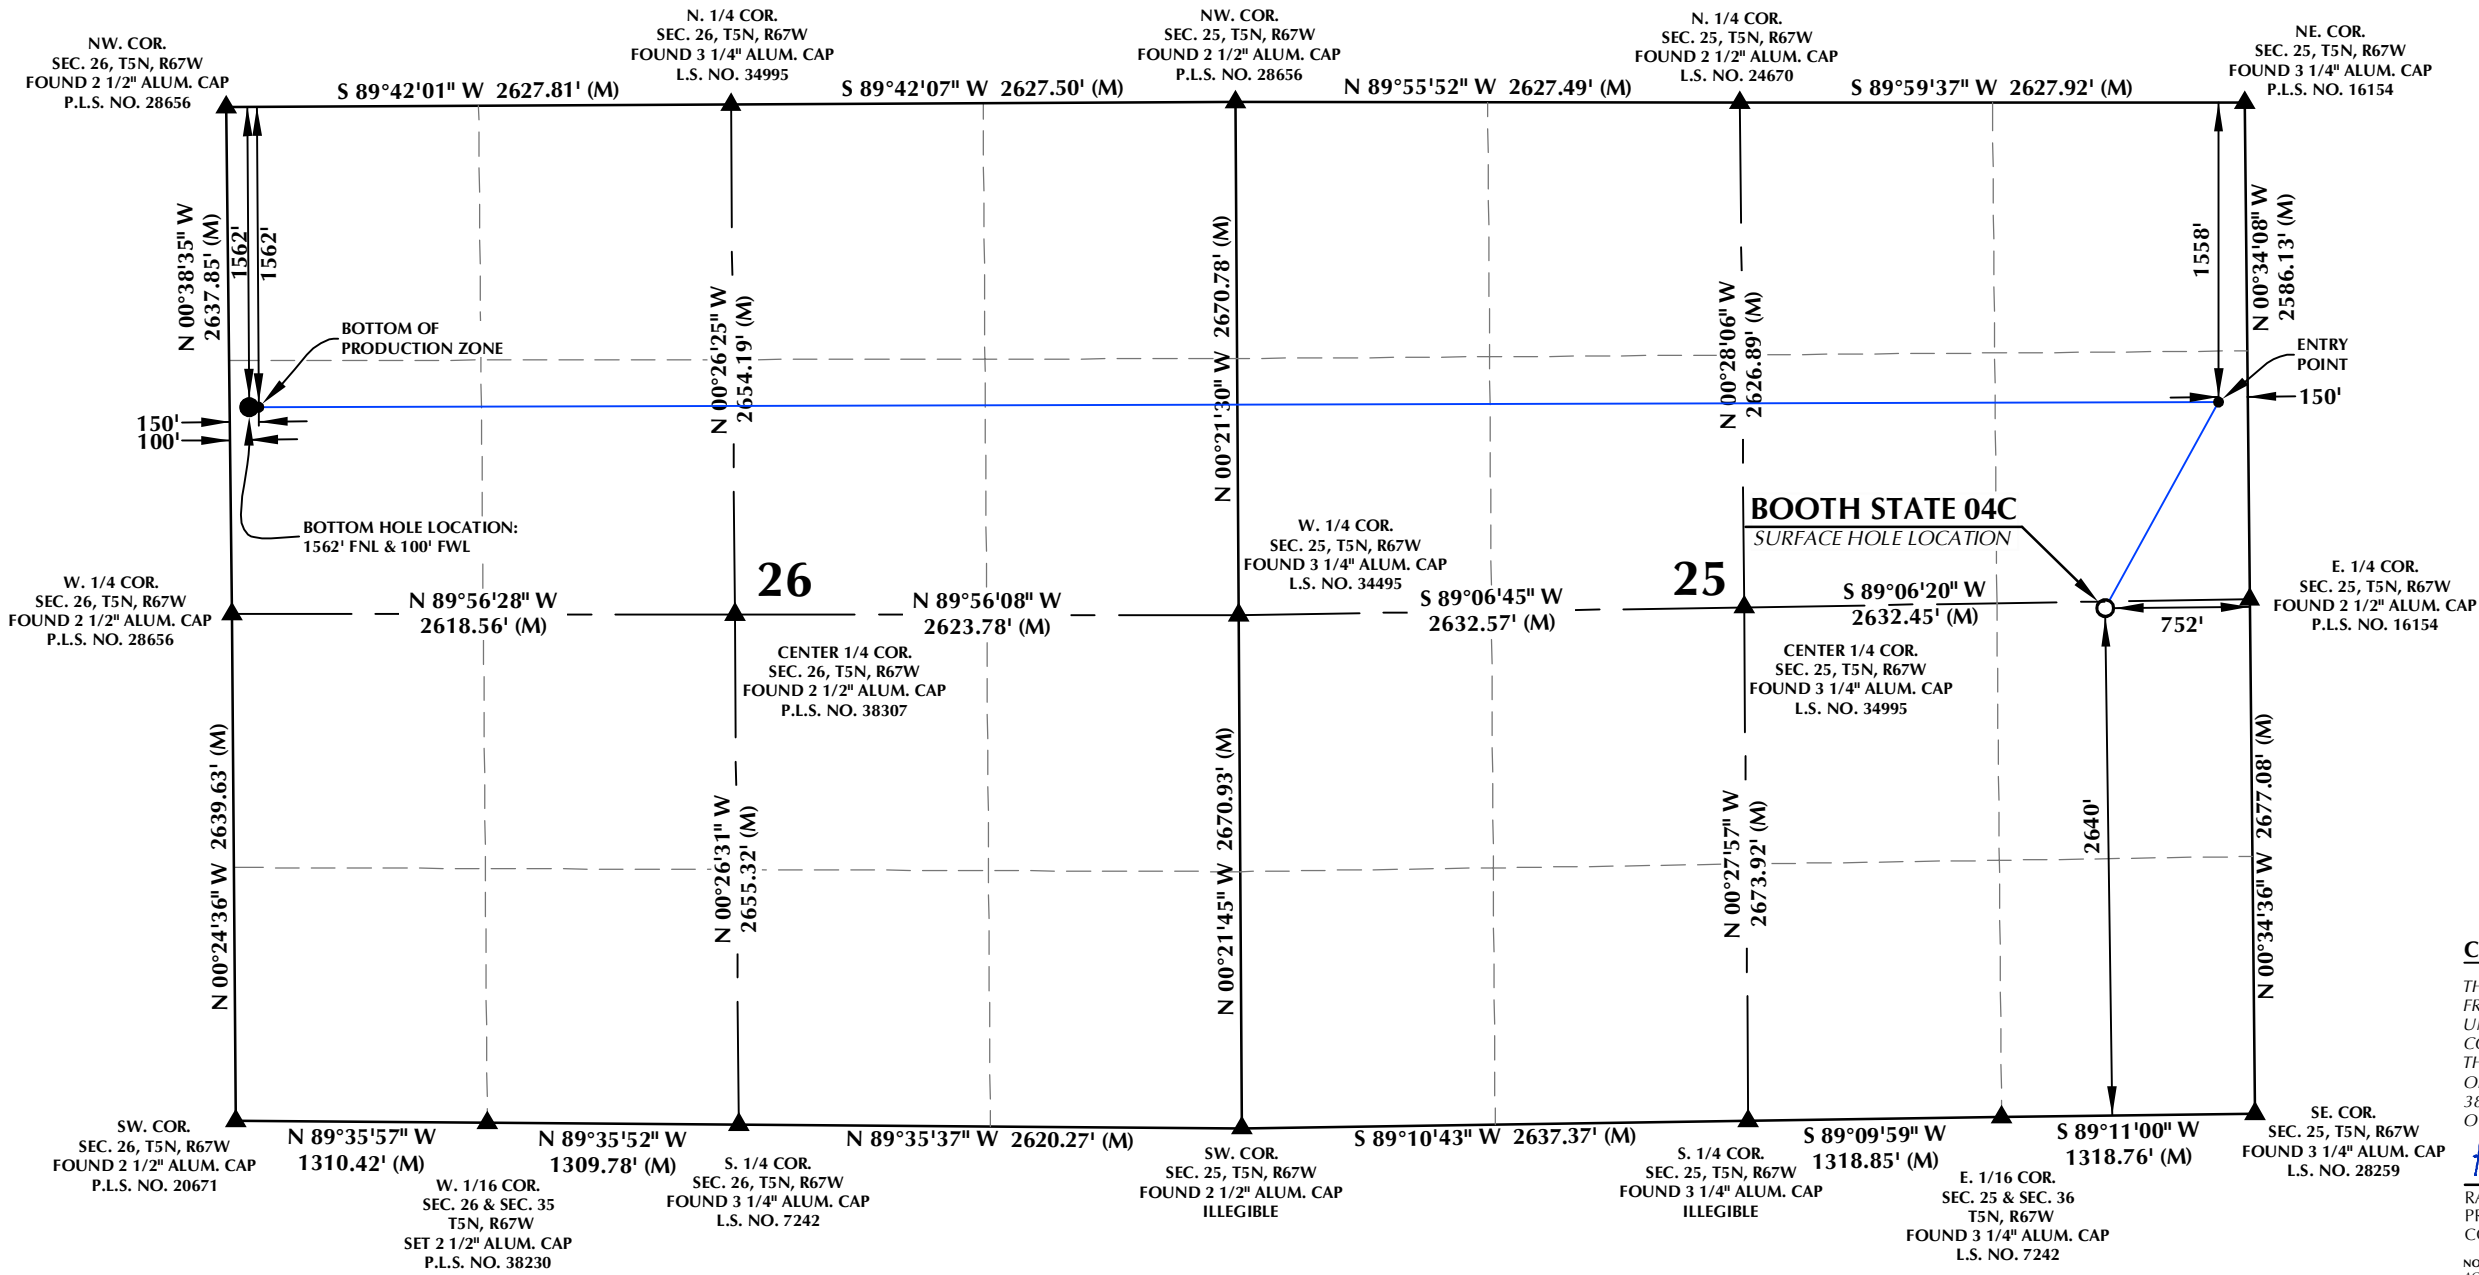 NW. COR.
SEC. 26, T5N, R67W
FOUND 2 1/2" ALUM. CAP
P.L.S. NO. 28656
N. 1/4 COR.
SEC. 26, T5N, R67W
FOUND 3 1/4" ALUM. CAP
L.S. NO. 34995
NW. COR.
SEC. 25, T5N, R67W
FOUND 2 1/2" ALUM. CAP
P.L.S. NO. 28656
N. 1/4 COR.
SEC. 25, T5N, R67W
FOUND 2 1/2" ALUM. CAP
L.S. NO. 24670
NE. COR.
SEC. 25, T5N, R67W
FOUND 3 1/4" ALUM. CAP
P.L.S. NO. 16154
S 89°42'01" W 2627.81' (M)
S 89°42'07" W 2627.50' (M)
N 89°55'52" W 2627.49' (M)
S 89°59'37" W 2627.92' (M)
N 00°38'35" W
2637.85' (M)
1562'
1562'
N 00°26'25" W
2654.19' (M)
N 00°21'30" W 2670.78' (M)
N 00°28'06" W
2626.89' (M)
1558'
N 00°34'08" W
2586.13' (M)
BOTTOM OF
PRODUCTION ZONE
ENTRY
POINT
150'
150'
100'
BOTTOM HOLE LOCATION:
1562' FNL & 100' FWL
BOOTH STATE 04C
SURFACE HOLE LOCATION
W. 1/4 COR.
SEC. 25, T5N, R67W
FOUND 3 1/4" ALUM. CAP
L.S. NO. 34495
26
25
W. 1/4 COR.
SEC. 26, T5N, R67W
FOUND 2 1/2" ALUM. CAP
P.L.S. NO. 28656
E. 1/4 COR.
SEC. 25, T5N, R67W
FOUND 2 1/2" ALUM. CAP
P.L.S. NO. 16154
N 89°56'28" W
2618.56' (M)
N 89°56'08" W
2623.78' (M)
S 89°06'45" W
2632.57' (M)
S 89°06'20" W
2632.45' (M)
752'
CENTER 1/4 COR.
SEC. 26, T5N, R67W
FOUND 2 1/2" ALUM. CAP
P.L.S. NO. 38307
CENTER 1/4 COR.
SEC. 25, T5N, R67W
FOUND 3 1/4" ALUM. CAP
L.S. NO. 34995
N 00°24'36" W 2639.63' (M)
N 00°26'31" W
2655.32' (M)
N 00°21'45" W 2670.93' (M)
N 00°27'57" W
2673.92' (M)
2640'
N 00°34'36" W 2677.08' (M)
SW. COR.
SEC. 26, T5N, R67W
FOUND 2 1/2" ALUM. CAP
P.L.S. NO. 20671
N 89°35'57" W
1310.42' (M)
N 89°35'52" W
1309.78' (M)
N 89°35'37" W 2620.27' (M)
S 89°10'43" W 2637.37' (M)
S 89°09'59" W
1318.85' (M)
S 89°11'00" W
1318.76' (M)
W. 1/16 COR.
SEC. 26 & SEC. 35
T5N, R67W
SET 2 1/2" ALUM. CAP
P.L.S. NO. 38230
S. 1/4 COR.
SEC. 26, T5N, R67W
FOUND 3 1/4" ALUM. CAP
L.S. NO. 7242
SW. COR.
SEC. 25, T5N, R67W
FOUND 2 1/2" ALUM. CAP
ILLEGIBLE
S. 1/4 COR.
SEC. 25, T5N, R67W
FOUND 3 1/4" ALUM. CAP
ILLEGIBLE
E. 1/16 COR.
SEC. 25 & SEC. 36
T5N, R67W
FOUND 3 1/4" ALUM. CAP
L.S. NO. 7242
SE. COR.
SEC. 25, T5N, R67W
FOUND 3 1/4" ALUM. CAP
L.S. NO. 28259